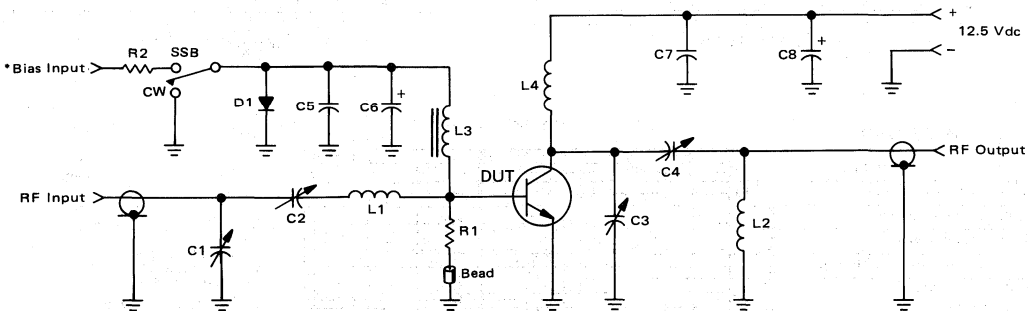 +
12.5 Vdc
−
R2
SSB
*Bias Input
CW
D1
C5
C6
+
L3
C7
C8
+
L4
RF Input
C1
C2
L1
DUT
R1
Bead
C3
C4
L2
RF Output